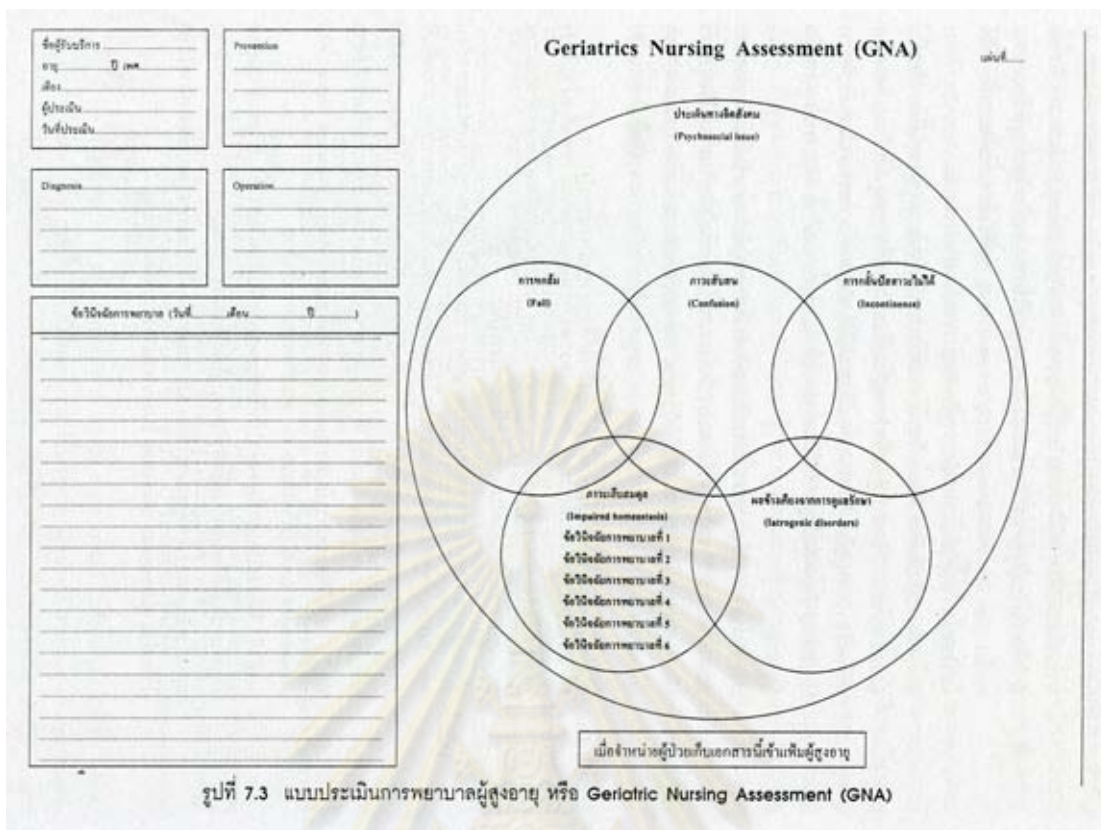 ชื่อผู้รับบริการ
อายุ ปี เพศ
เตียง
ผู้ประเมิน
วันที่ประเมิน
Prevention
Diagnosis
Operation
ข้อวินิจฉัยการพยาบาล (วันที่ เดือน ปี )
Geriatrics Nursing Assessment (GNA)
แผ่นที่
ประเด็นทางจิตสังคม
(Psychosocial issue)
การหกล้ม
(Fall)
ภาวะสับสน
(Confusion)
การกลั้นปัสสาวะไม่ได้
(Incontinence)
ภาวะเสียสมดุล
(Impaired homeostasis)
ข้อวินิจฉัยการพยาบาลที่ 1
ข้อวินิจฉัยการพยาบาลที่ 2
ข้อวินิจฉัยการพยาบาลที่ 3
ข้อวินิจฉัยการพยาบาลที่ 4
ข้อวินิจฉัยการพยาบาลที่ 5
ข้อวินิจฉัยการพยาบาลที่ 6
ผลข้างเคียงจากการดูแลรักษา
(Iatrogenic disorders)
เมื่อจำหน่ายผู้ป่วยเก็บเอกสารนี้เข้าแฟ้มผู้สูงอายุ
รูปที่ 7.3 แบบประเมินการพยาบาลผู้สูงอายุ หรือ Geriatric Nursing Assessment (GNA)